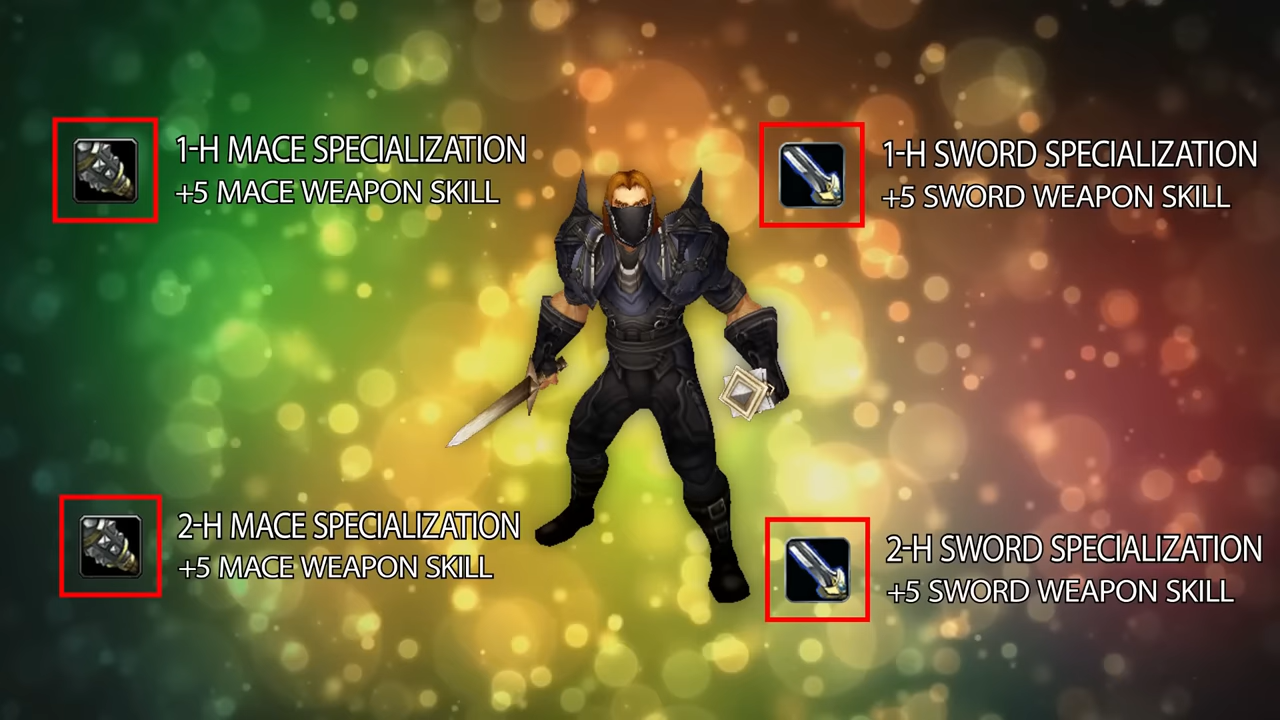 1-H MACE SPECIALIZATION
+5 MACE WEAPON SKILL
1-H SWORD SPECIALIZATION
+5 SWORD WEAPON SKILL
2-H MACE SPECIALIZATION
+5 MACE WEAPON SKILL
2-H SWORD SPECIALIZATION
+5 SWORD WEAPON SKILL